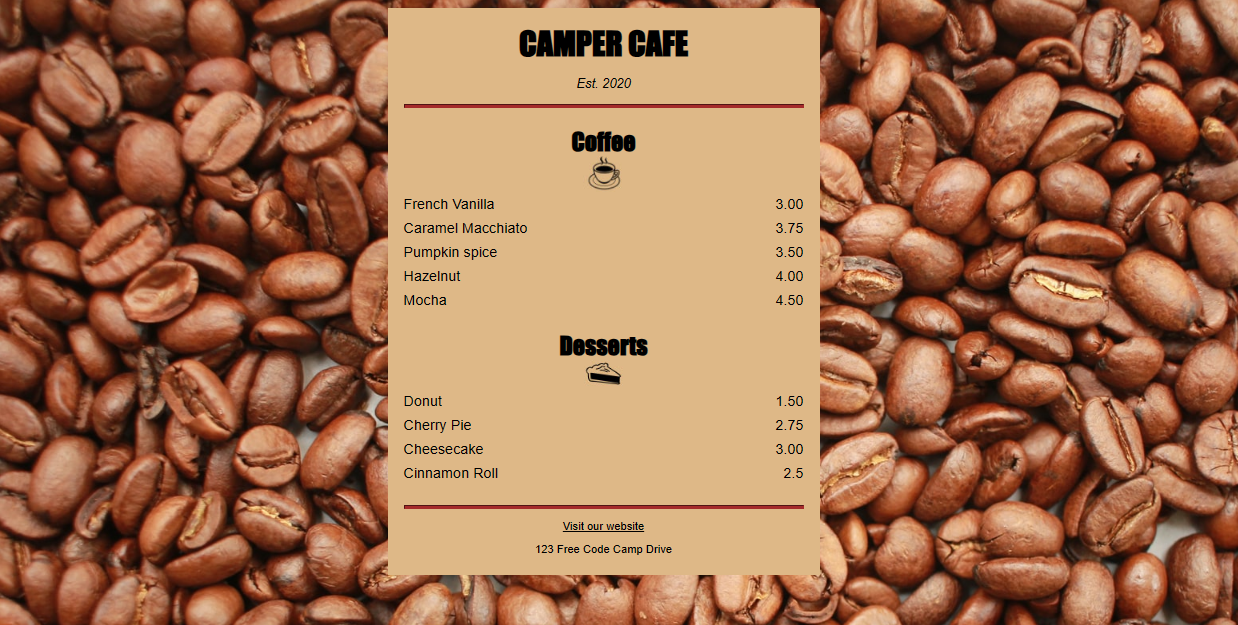 CAMPER CAFE
Est. 2020
Coffee
French Vanilla 3.00
Caramel Macchiato 3.75
Pumpkin spice 3.50
Hazelnut 4.00
Mocha 4.50
Desserts
Donut 1.50
Cherry Pie 2.75
Cheesecake 3.00
Cinnamon Roll 2.5
Visit our website
123 Free Code Camp Drive